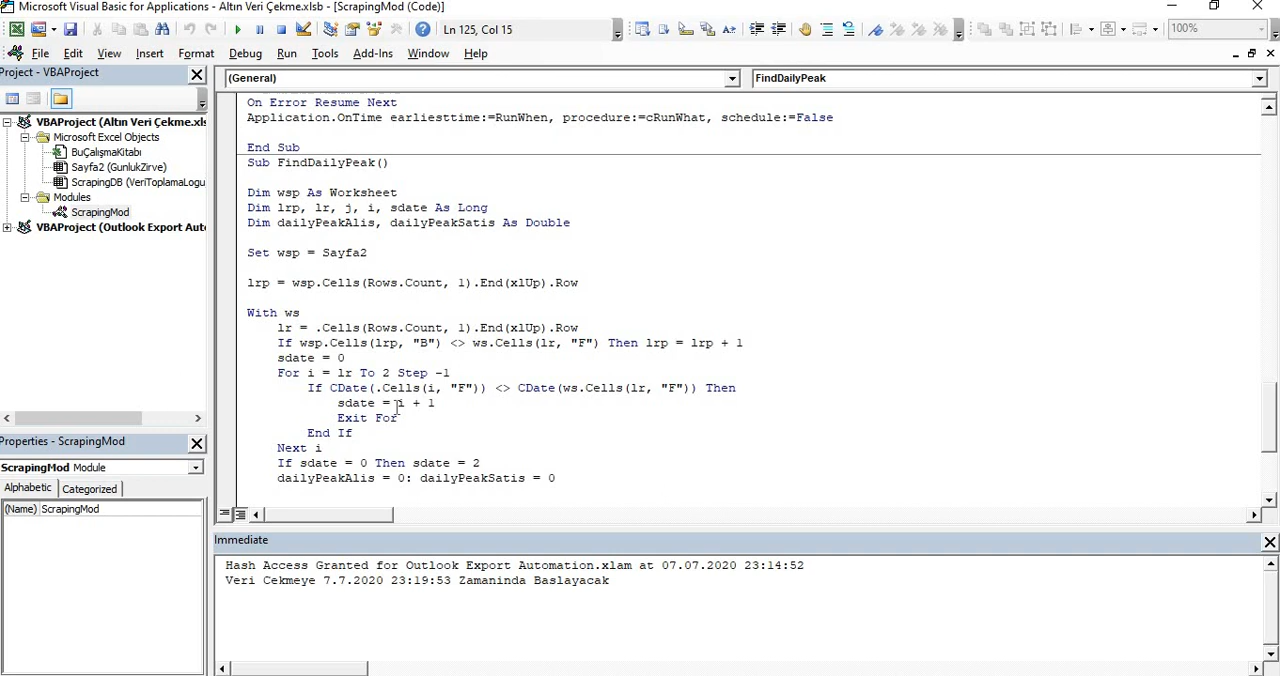 Microsoft Visual Basic for Applications - Altın Veri Çekme.xlsb - [ScrapingMod (Code)]
Ln 125, Col 15
100%
File Edit View Insert Format Debug Run Tools Add-Ins Window Help
Project - VBAProject
VBAProject (Altın Veri Çekme.xls
Microsoft Excel Objects
BuÇalışmaKitabı
Sayfa2 (GunlukZirve)
ScrapingDB (VeriToplamaLogu
Modules
ScrapingMod
VBAProject (Outlook Export Auto
Properties - ScrapingMod
ScrapingMod Module
Alphabetic Categorized
(Name) ScrapingMod
(General)
FindDailyPeak
On Error Resume Next
Application.OnTime earliesttime:=RunWhen, procedure:=cRunWhat, schedule:=False
End Sub
Sub FindDailyPeak()
Dim wsp As Worksheet
Dim lrp, lr, j, i, sdate As Long
Dim dailyPeakAlis, dailyPeakSatis As Double
Set wsp = Sayfa2
lrp = wsp.Cells(Rows.Count, 1).End(xlUp).Row
With ws
lr = .Cells(Rows.Count, 1).End(xlUp).Row
If wsp.Cells(lrp, "B") <> ws.Cells(lr, "F") Then lrp = lrp + 1
sdate = 0
For i = lr To 2 Step -1
If CDate(.Cells(i, "F")) <> CDate(ws.Cells(lr, "F")) Then
sdate = i + 1
Exit For
End If
Next i
If sdate = 0 Then sdate = 2
dailyPeakAlis = 0: dailyPeakSatis = 0
Immediate
Hash Access Granted for Outlook Export Automation.xlam at 07.07.2020 23:14:52
Veri Cekmeye 7.7.2020 23:19:53 Zamaninda Baslayacak